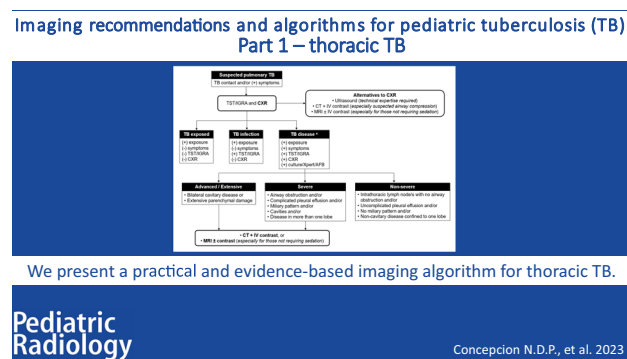 Imaging recommendations and algorithms for pediatric tuberculosis (TB)
Part 1 – thoracic TB
Suspected pulmonary TB
TB contact and/or (+) symptoms
TST/IGRA and CXR
Alternatives to CXR
• Ultrasound (technical expertise required)
• CT + IV contrast (especially suspected airway compression)
• MRI ± IV contrast (especially for those not requiring sedation)
TB exposed
(+) exposure
(-) symptoms
(-) TST/IGRA
(-) CXR
TB infection
(+) exposure
(-) symptoms
(+) TST/IGRA
(-) CXR
TB disease
(+) exposure
(+) symptoms
(+) TST/IGRA
(+) CXR
(+) culture/Xpert/AFB
Advanced / Extensive
• Bilateral cavitary disease or
• Extensive parenchymal damage
Severe
• Airway obstruction and/or
• Complicated pleural effusion and/or
• Miliary pattern and/or
• Cavities and/or
• Disease in more than one lobe
Non-severe
• Intrathoracic lymph nodes with no airway
obstruction and/or
• Uncomplicated pleural effusion and/or
• No miliary pattern and/or
• Non-cavitary disease confined to one lobe
• CT + IV contrast, or
• MRI ± contrast (especially for those not requiring sedation)
We present a practical and evidence-based imaging algorithm for thoracic TB.
Pediatric
Radiology
Concepcion N.D.P., et al. 2023